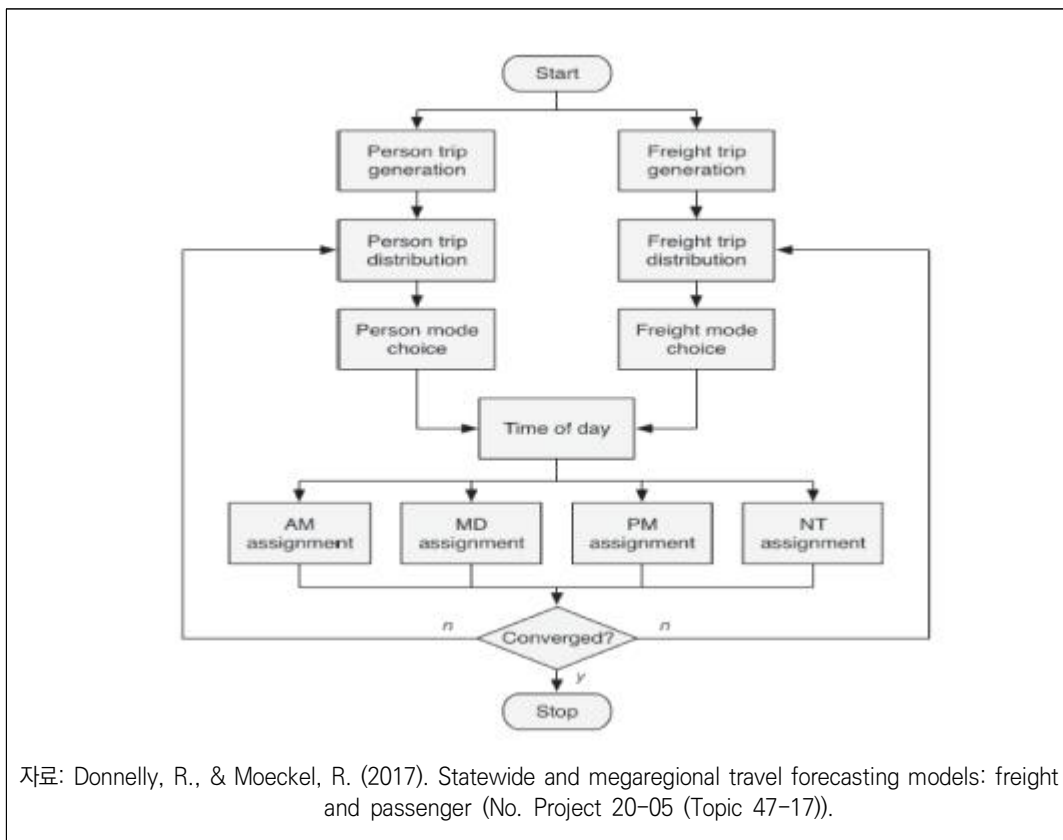 Start
Person trip
generation
Freight trip
generation
Person trip
distribution
Freight trip
distribution
Person mode
choice
Freight mode
choice
Time of day
AM
assignment
MD
assignment
PM
assignment
NT
assignment
n
Converged?
n
y
Stop
자료: Donnelly, R., & Moeckel, R. (2017). Statewide and megaregional travel forecasting models: freight
and passenger (No. Project 20-05 (Topic 47-17)).